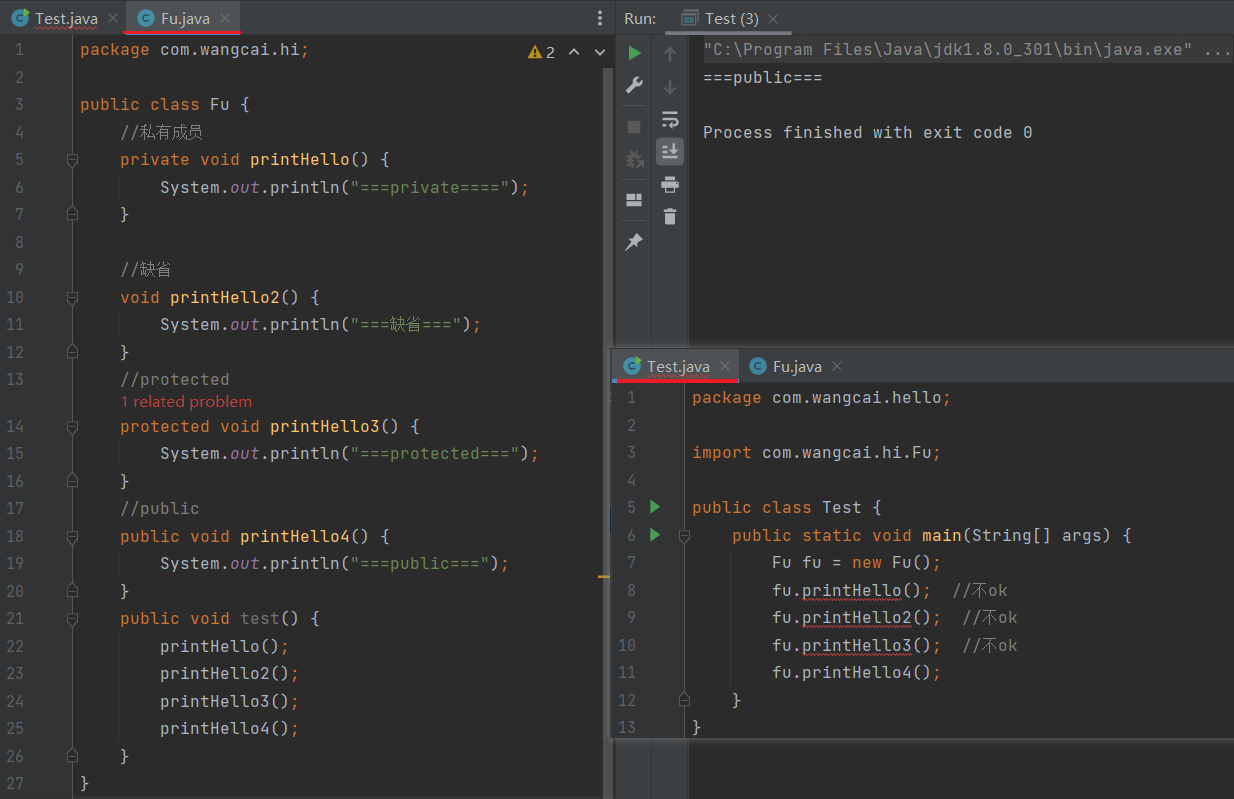 Test.java
Fu.java
1 package com.wangcai.hi;
2
2
3 public class Fu {
4 //私有成员
5 private void printHello() {
6 System.out.println("===private====");
7 }
8
9 //缺省
10 void printHello2() {
11 System.out.println("===缺省===");
12 }
13 //protected
1 related problem
14 protected void printHello3() {
15 System.out.println("===protected===");
16 }
17 //public
18 public void printHello4() {
19 System.out.println("===public===");
20 }
21 public void test() {
22 printHello();
23 printHello2();
24 printHello3();
25 printHello4();
26 }
27 }
Run: Test (3)
"C:\Program Files\Java\jdk1.8.0_301\bin\java.exe" ...
===public===
Process finished with exit code 0
Test.java
Fu.java
1 package com.wangcai.hello;
2
3 import com.wangcai.hi.Fu;
4
5 public class Test {
6 public static void main(String[] args) {
7 Fu fu = new Fu();
8 fu.printHello(); //不ok
9 fu.printHello2(); //不ok
10 fu.printHello3(); //不ok
11 fu.printHello4();
12 }
13 }